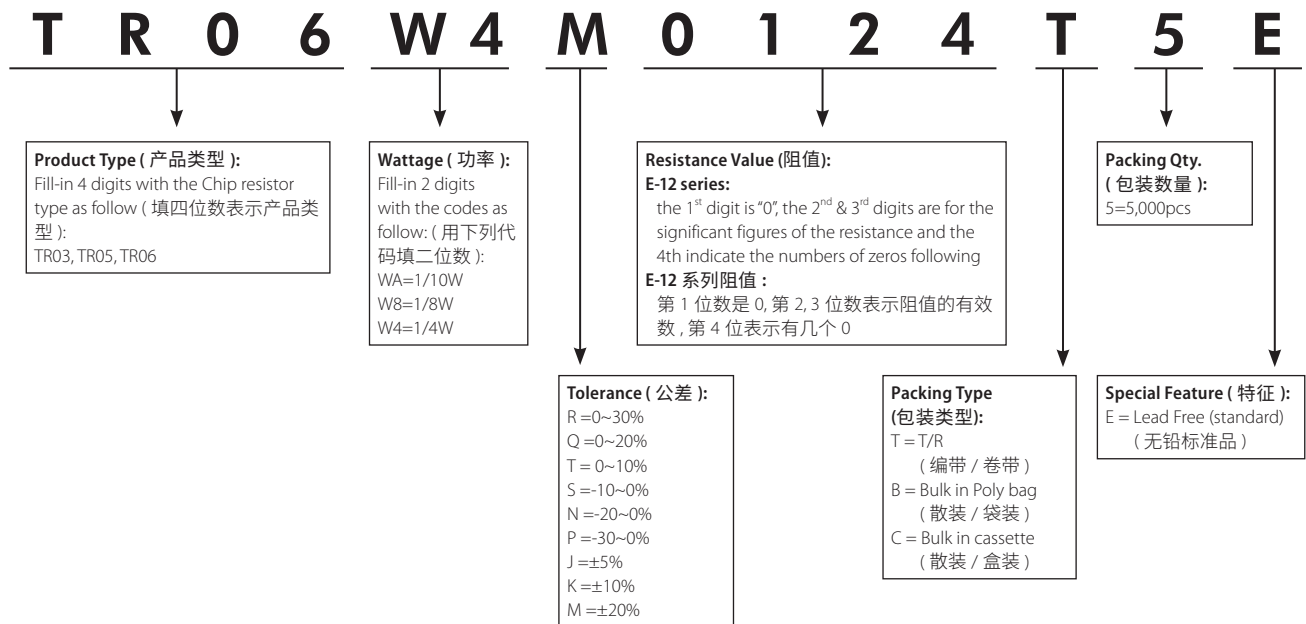 T R 0 6 W 4 M 0 1 2 4 T 5 E
Product Type ( 产品类型 ):
Fill-in 4 digits with the Chip resistor
type as follow ( 填四位数表示产品类
型 ):
TR03, TR05, TR06
Wattage ( 功率 ):
Fill-in 2 digits
with the codes as
follow: ( 用下列代
码填二位数 ):
WA=1/10W
W8=1/8W
W4=1/4W
Resistance Value (阻值):
E-12 series:
the 1st digit is "0", the 2nd & 3rd digits are for the
significant figures of the resistance and the
4th indicate the numbers of zeros following
E-12 系列阻值 :
第 1 位数是 0, 第 2, 3 位数表示阻值的有效
数 , 第 4 位表示有几个 0
Packing Qty.
( 包装数量 ):
5=5,000pcs
Tolerance ( 公差 ):
R =0~30%
Q =0~20%
T = 0~10%
S =-10~0%
N =-20~0%
P =-30~0%
J =±5%
K =±10%
M =±20%
Packing Type
(包装类型):
T = T/R
( 编带 / 卷带 )
B = Bulk in Poly bag
( 散装 / 袋装 )
C = Bulk in cassette
( 散装 / 盒装 )
Special Feature ( 特征 ):
E = Lead Free (standard)
( 无铅标准品 )